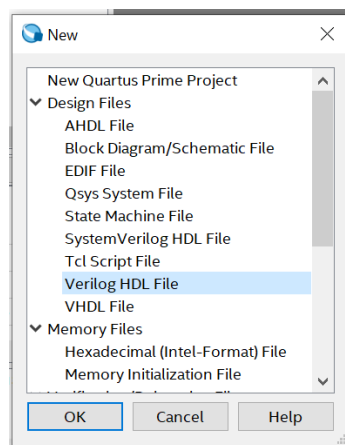 New
New Quartus Prime Project
Design Files
AHDL File
Block Diagram/Schematic File
EDIF File
Qsys System File
State Machine File
SystemVerilog HDL File
Tcl Script File
Verilog HDL File
VHDL File
Memory Files
Hexadecimal (Intel-Format) File
Memory Initialization File
OK Cancel Help